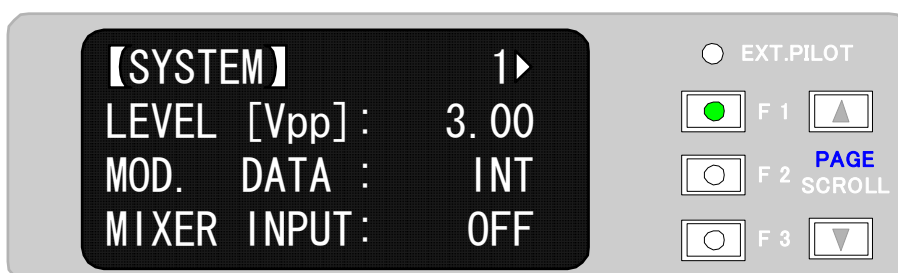 【SYSTEM】 1▶
LEVEL [Vpp]: 3.00
MOD. DATA : INT
MIXER INPUT: OFF
EXT.PILOT
F 1
F 2
PAGE
SCROLL
F 3